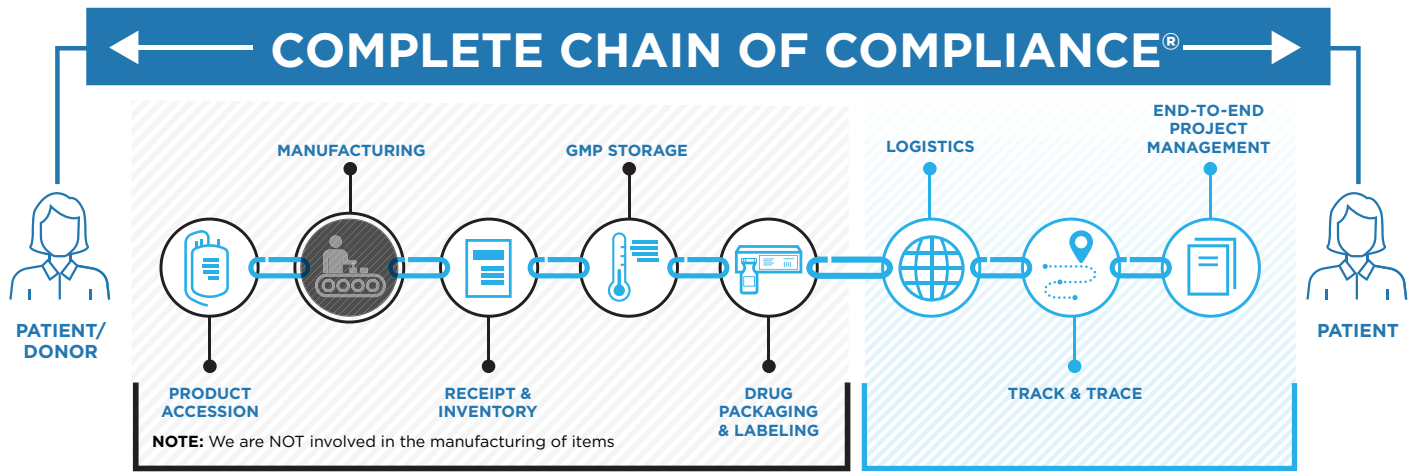 COMPLETE CHAIN OF COMPLIANCE®
MANUFACTURING
GMP STORAGE
LOGISTICS
END-TO-END
PROJECT
MANAGEMENT
PATIENT/
DONOR
PATIENT
PRODUCT
ACCESSION
RECEIPT &
INVENTORY
DRUG
PACKAGING
& LABELING
TRACK & TRACE
NOTE: We are NOT involved in the manufacturing of items